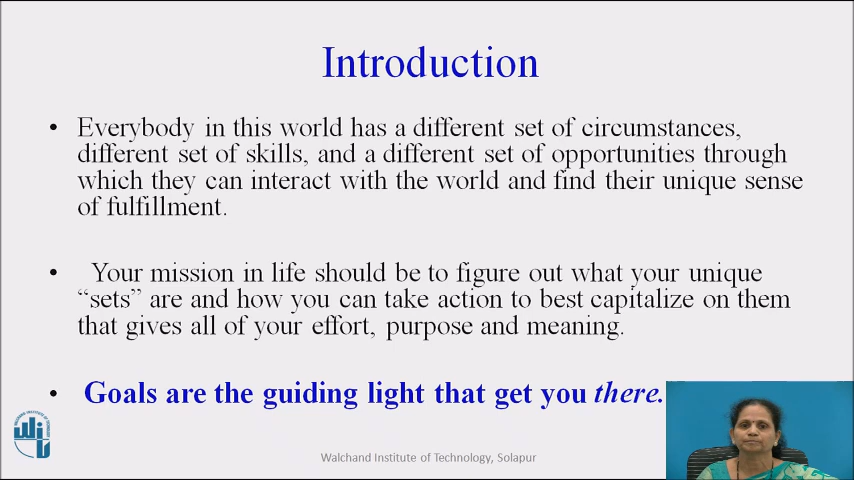 Introduction
• Everybody in this world has a different set of circumstances,
different set of skills, and a different set of opportunities through
which they can interact with the world and find their unique sense
of fulfillment.
• Your mission in life should be to figure out what your unique
“sets” are and how you can take action to best capitalize on them
that gives all of your effort, purpose and meaning.
• Goals are the guiding light that get you there.
Walchand Institute of Technology, Solapur